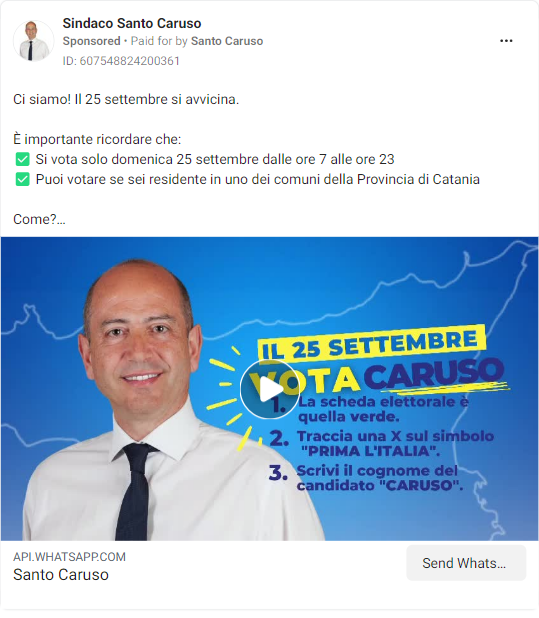 Sindaco Santo Caruso
Sponsored • Paid for by Santo Caruso
ID: 607548824200361
Ci siamo! Il 25 settembre si avvicina.
È importante ricordare che:
✅ Si vota solo domenica 25 settembre dalle ore 7 alle ore 23
✅ Puoi votare se sei residente in uno dei comuni della Provincia di Catania
Come?...
IL 25 SETTEMBRE
VOTA CARUSO
1. La scheda elettorale è
quella verde.
2. Traccia una X sul simbolo
"PRIMA L'ITALIA".
3. Scrivi il cognome del
candidato "CARUSO".
API.WHATSAPP.COM
Santo Caruso
Send Whats...